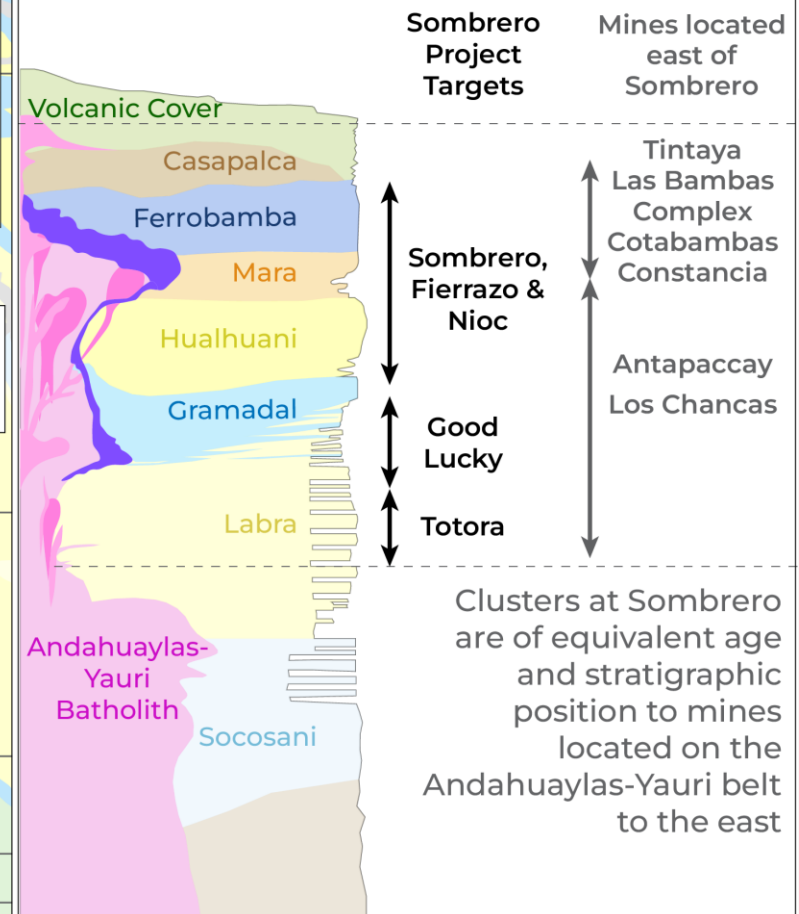 Sombrero
Project
Targets
Mines located
east of
Sombrero
Volcanic Cover
Casapalca
Ferrobamba
Mara
Hualhuani
Gramadal
Labra
Andahuaylas-
Yauri
Batholith
Socosani
Sombrero,
Fierrazo &
Nioc
Good
Lucky
Totora
Tintaya
Las Bambas
Complex
Cotabambas
Constancia
Antapaccay
Los Chancas
Clusters at Sombrero
are of equivalent age
and stratigraphic
position to mines
located on the
Andahuaylas-Yauri belt
to the east